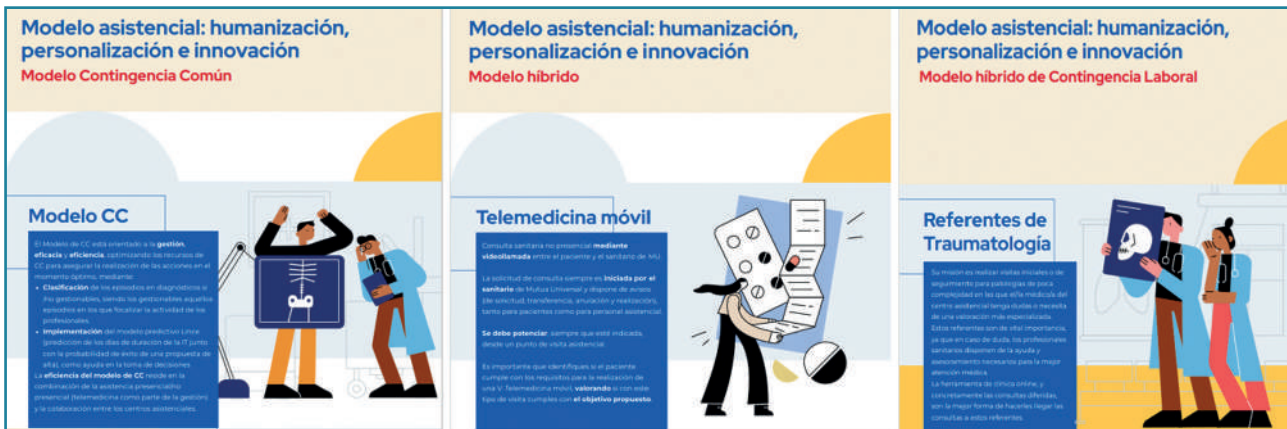 Modelo asistencial: humanización,
personalización e innovación
Modelo Contingencia Común
Modelo CC
El Modelo de CC está orientado a la gestión,
eficacia y eficiencia, optimizando los recursos de
CC para asegurar la realización de las acciones en el
momento óptimo, mediante:
• Clasificación de los episodios en diagnósticos si
/no gestionables, siendo los gestionables aquellos
episodios en los que focalizar la actividad de los
profesionales.
• Implementación del modelo predictivo Lince
(predicción de los días de duración de la IT junto
con la probabilidad de éxito de una propuesta de
alta), como ayuda en la toma de decisiones
La eficiencia del modelo de CC reside en la
combinación de la asistencia presencial/no
presencial (telemedicina como parte de la gestión)
y la colaboración entre los centros asistenciales.
Modelo asistencial: humanización,
personalización e innovación
Modelo híbrido
Telemedicina móvil
Consulta sanitaria no presencial mediante
videollamada entre el paciente y el sanitario de MU.
La solicitud de consulta siempre es iniciada por el
sanitario de Mutua Universal y dispone de avisos
(de solicitud, transferencia, anulación y realización),
tanto para pacientes como para personal asistencial.
Se debe potenciar, siempre que esté indicada,
desde un punto de visita asistencial.
Es importante que identifiques si el paciente
cumple con los requisitos para la realización de
una V. Telemedicina móvil, valorando si con este
tipo de visita cumples con el objetivo propuesto.
Modelo asistencial: humanización,
personalización e innovación
Modelo híbrido de Contingencia Laboral
Referentes de
Traumatología
Su misión es realizar visitas iniciales o de
seguimiento para patologías de poca
complejidad en las que el/la médico/a del
centro asistencial tenga dudas o necesita
de una valoración más especializada.
Estos referentes son de vital importancia,
ya que en caso de duda, los profesionales
sanitarios disponen de la ayuda y
asesoramiento necesarios para la mejor
atención médica.
La herramienta de clínica online, y
concretamente las consultas diferidas,
son la mejor forma de hacerles llegar las
consultas a estos referentes.